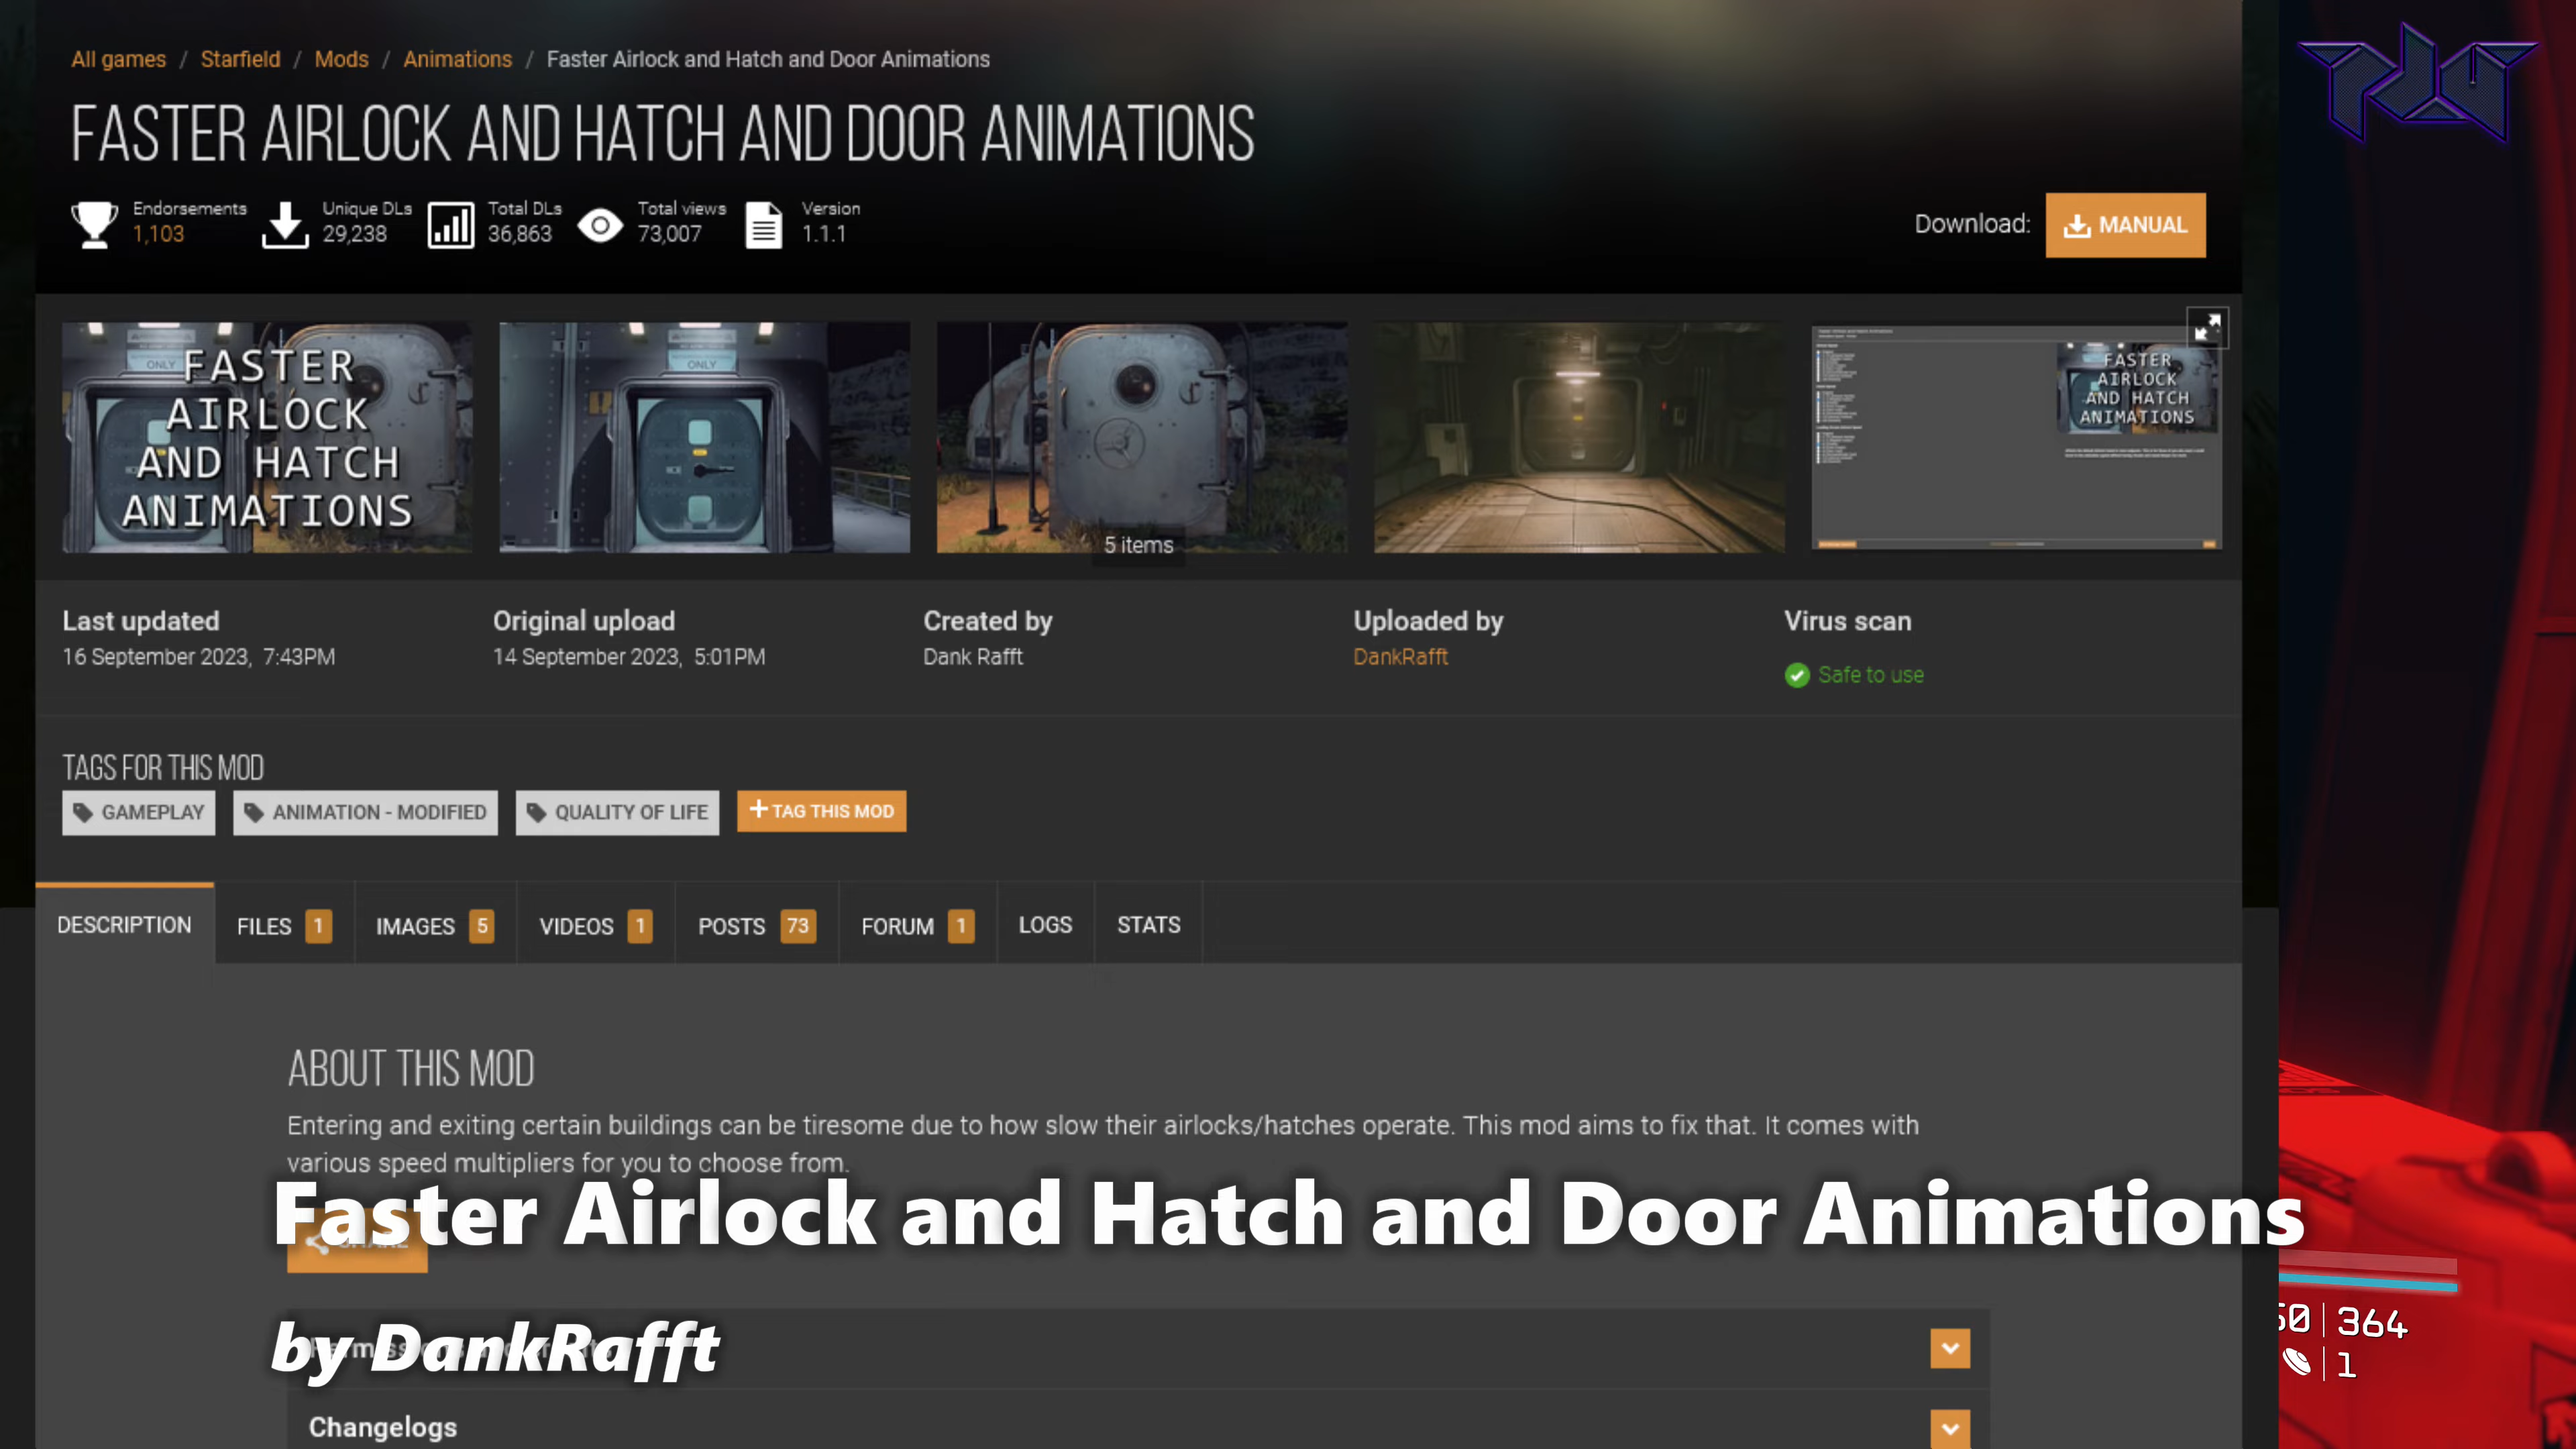 All games / Starfield / Mods / Animations / Faster Airlock and Hatch and Door Animations
FASTER AIRLOCK AND HATCH AND DOOR ANIMATIONS
Endorsements
1,103
Unique DLs
29,238
Total DLs
36,863
Total views
73,007
Version
1.1.1
Download:
MANUAL
FASTER
AIRLOCK
AND HATCH
ANIMATIONS
ONLY
ONLY
FASTER
AIRLOCK
AND HATCH
ANIMATIONS
5 items
Last updated
16 September 2023, 7:43PM
Original upload
14 September 2023, 5:01PM
Created by
Dank Rafft
Uploaded by
DankRafft
Virus scan
Safe to use
TAGS FOR THIS MOD
GAMEPLAY
ANIMATION - MODIFIED
QUALITY OF LIFE
+ TAG THIS MOD
DESCRIPTION
FILES 1
IMAGES 5
VIDEOS 1
POSTS 73
FORUM 1
LOGS
STATS
ABOUT THIS MOD
Entering and exiting certain buildings can be tiresome due to how slow their airlocks/hatches operate. This mod aims to fix that. It comes with
various speed multipliers for you to choose from.
Faster Airlock and Hatch and Door Animations
by DankRafft
Changelogs
364
1